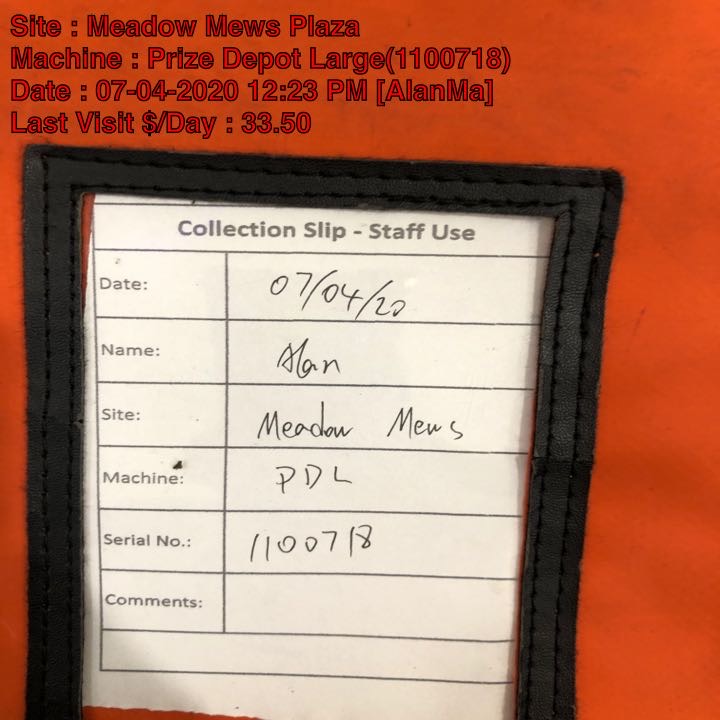 Site : Meadow Mews Plaza
Machine : Prize Depot Large(1100718)
Date : 07-04-2020 12:23 PM [AlanMa]
Last Visit $/Day : 33.50
Collection Slip - Staff Use
Date: 07/04/20
Name: Alan
Site: Meadow Mews
Machine: PDL
Serial No.: 1100718
Comments: